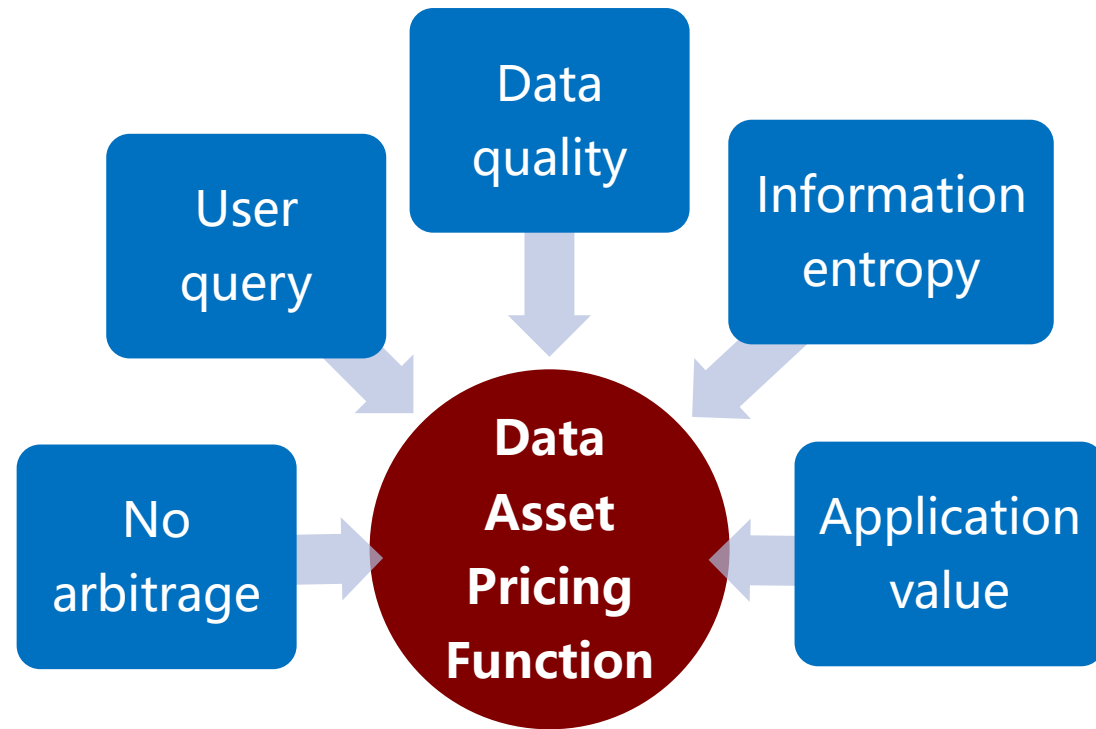 Data
quality
User
query
Information
entropy
No
arbitrage
Data
Asset
Pricing
Function
Application
value